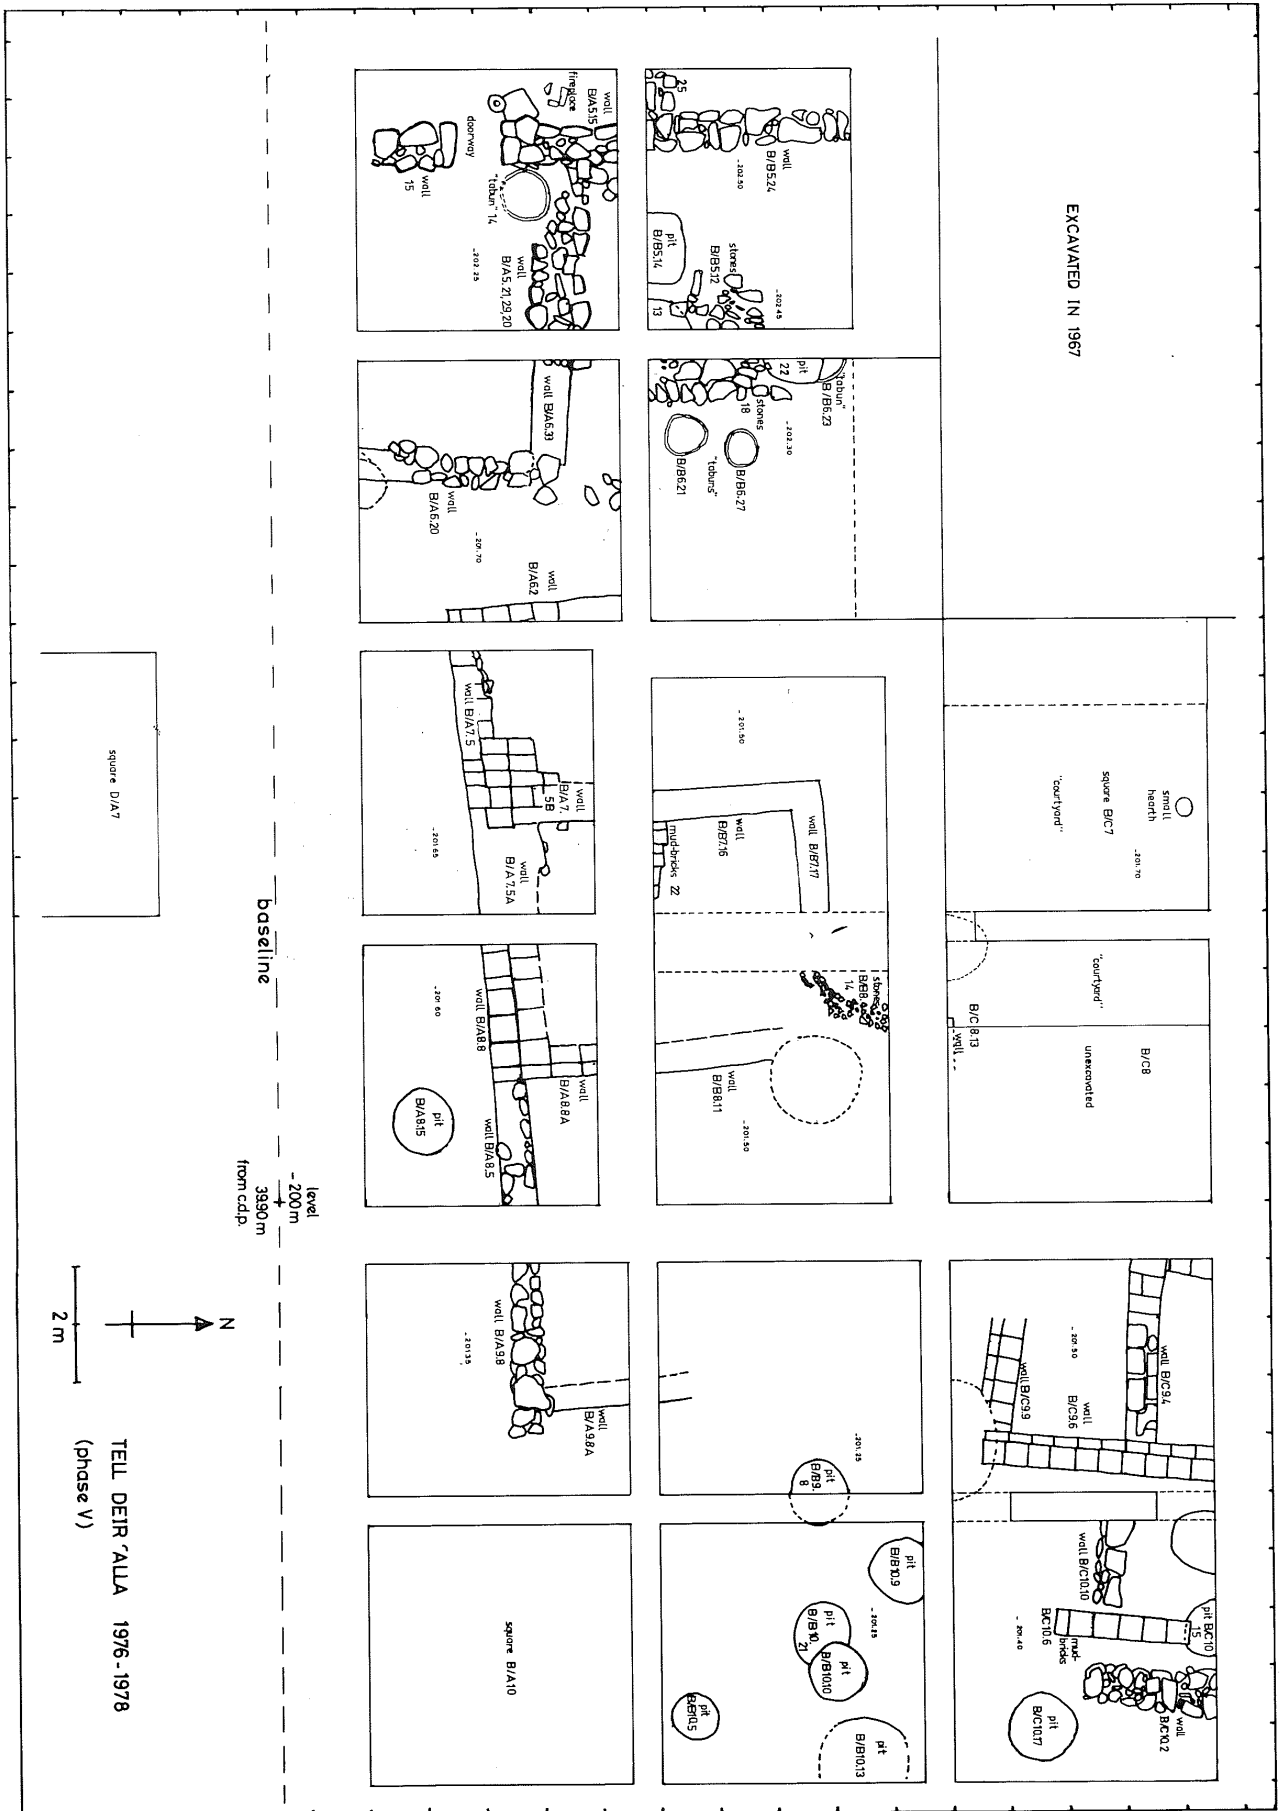 EXCAVATED IN 1967
small
hearth
square B/C7
"courtyard"
-201.70
"courtyard"
B/C8
unexcavated
B/C8.13
wall
wall B/C9.4
-201.50
wall
B/C9.6
wall B/C9.9
wall B/C10.10
pit B/C10
15
mud-
bricks
B/C10.6
-201.40
wall
B/C10.2
pit
B/C10.17
25
wall
B/B5.24
-202.50
pit
B/B5.14
stones
B/B5.12
-202.45
13
pit
22
"tabun"
B/B6.23
stones
18
-202.30
B/B6.27
"tabuns"
B/B6.21
-201.50
wall B/B7.17
wall
B/B7.16
mud-bricks 22
stones
B/B8.
14
wall
B/B8.11
-201.50
-201.25
pit
B/B9.
8
pit
B/B10.9
-201.25
pit
B/B10.
21
pit
B/B10.10
pit
B/B10.5
pit
B/B10.13
wall
B/A5.15
fireplace
doorway
wall
15
"tabun" 14
-202.25
wall
B/A5.21,29,20
wall B/A6.33
wall
B/A6.20
-201.70
wall
B/A6.2
wall B/A7.5
wall
B/A7.
5B
wall
B/A7.5A
-201.65
-201.60
wall B/A8.8
wall
B/A8.8A
pit
B/A8.15
wall B/A8.5
wall B/A9.8
-201.35
wall
B/A9.8A
square B/A10
baseline
level
-200m
39.90m
from c.d.p.
square D/A7
N
2 m
TELL DEIR ʿALLA 1976-1978
(phase V)